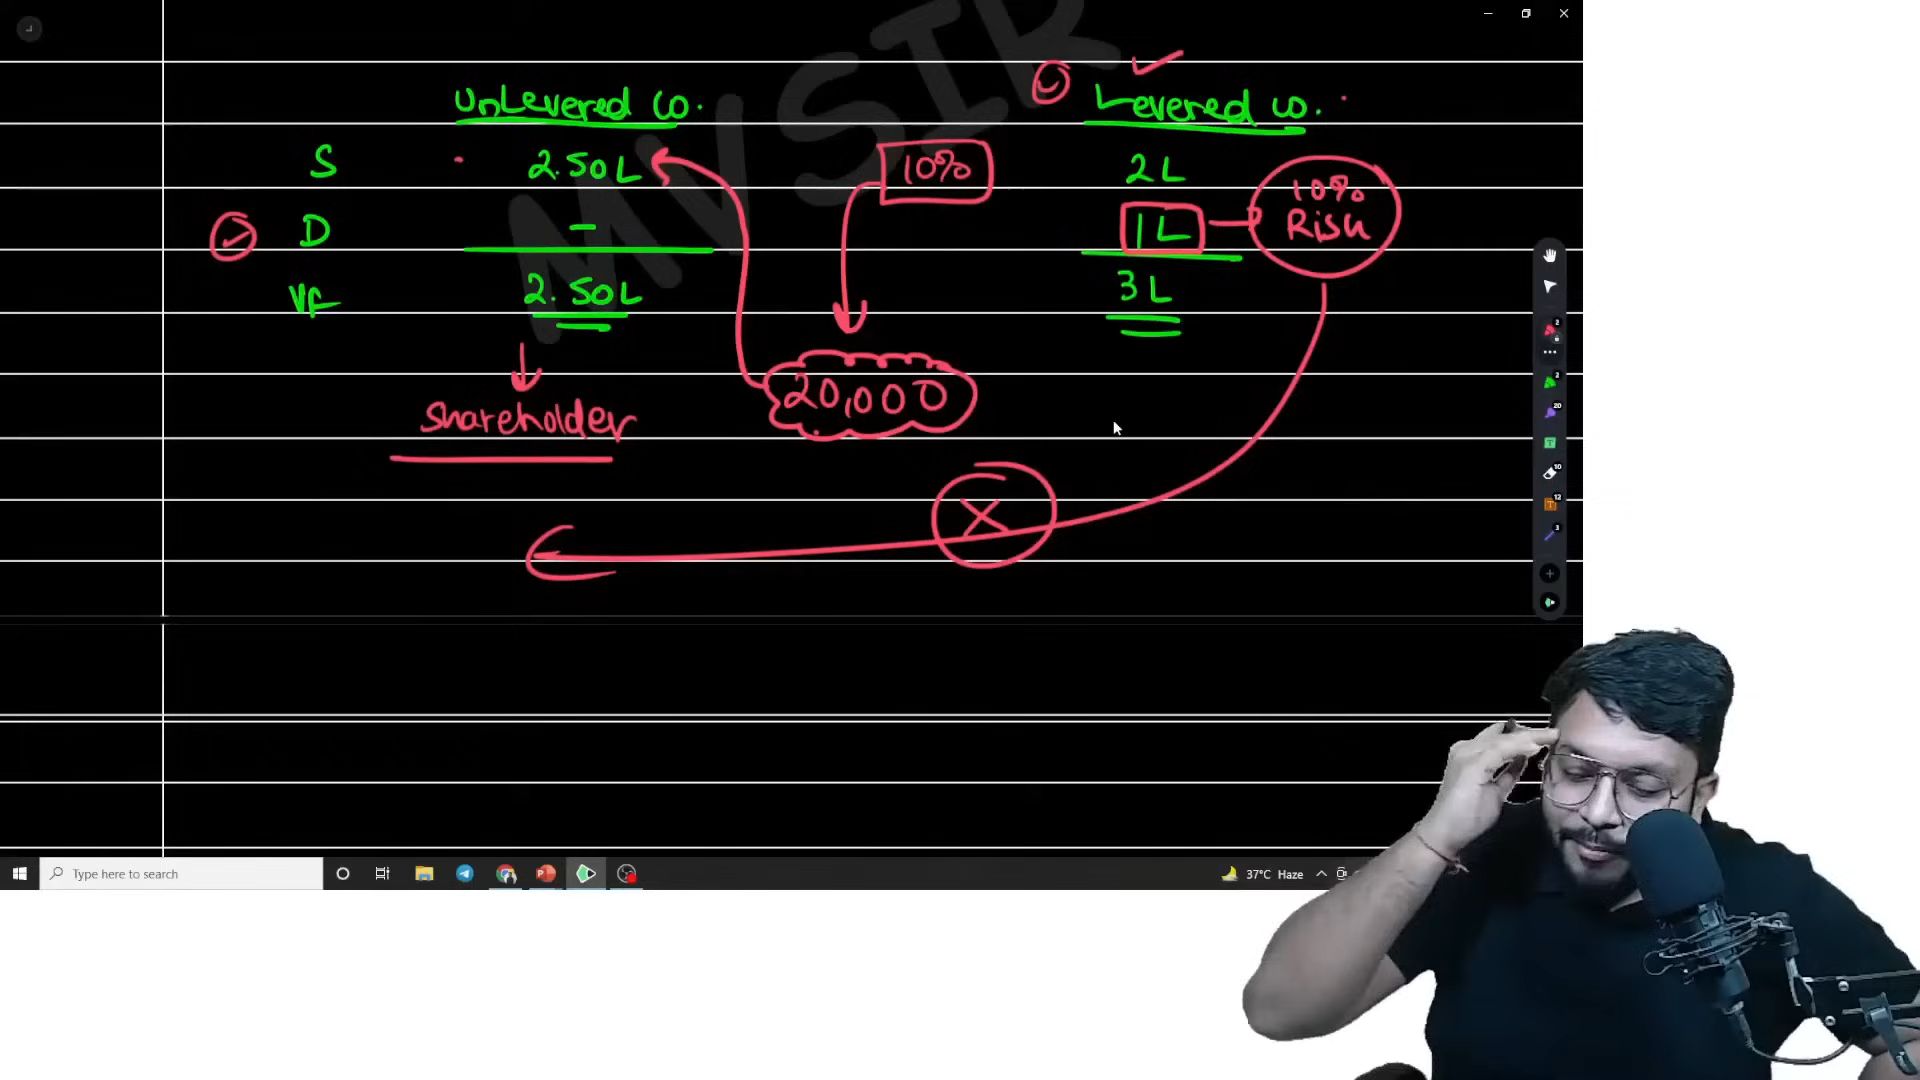 MVSIR
UnLevered Co.
Levered Co.
S 2.50L 10% 2L 10% Risk
D - 1L
VF 2.50L 3L
Shareholder 20,000
Type here to search
37°C Haze